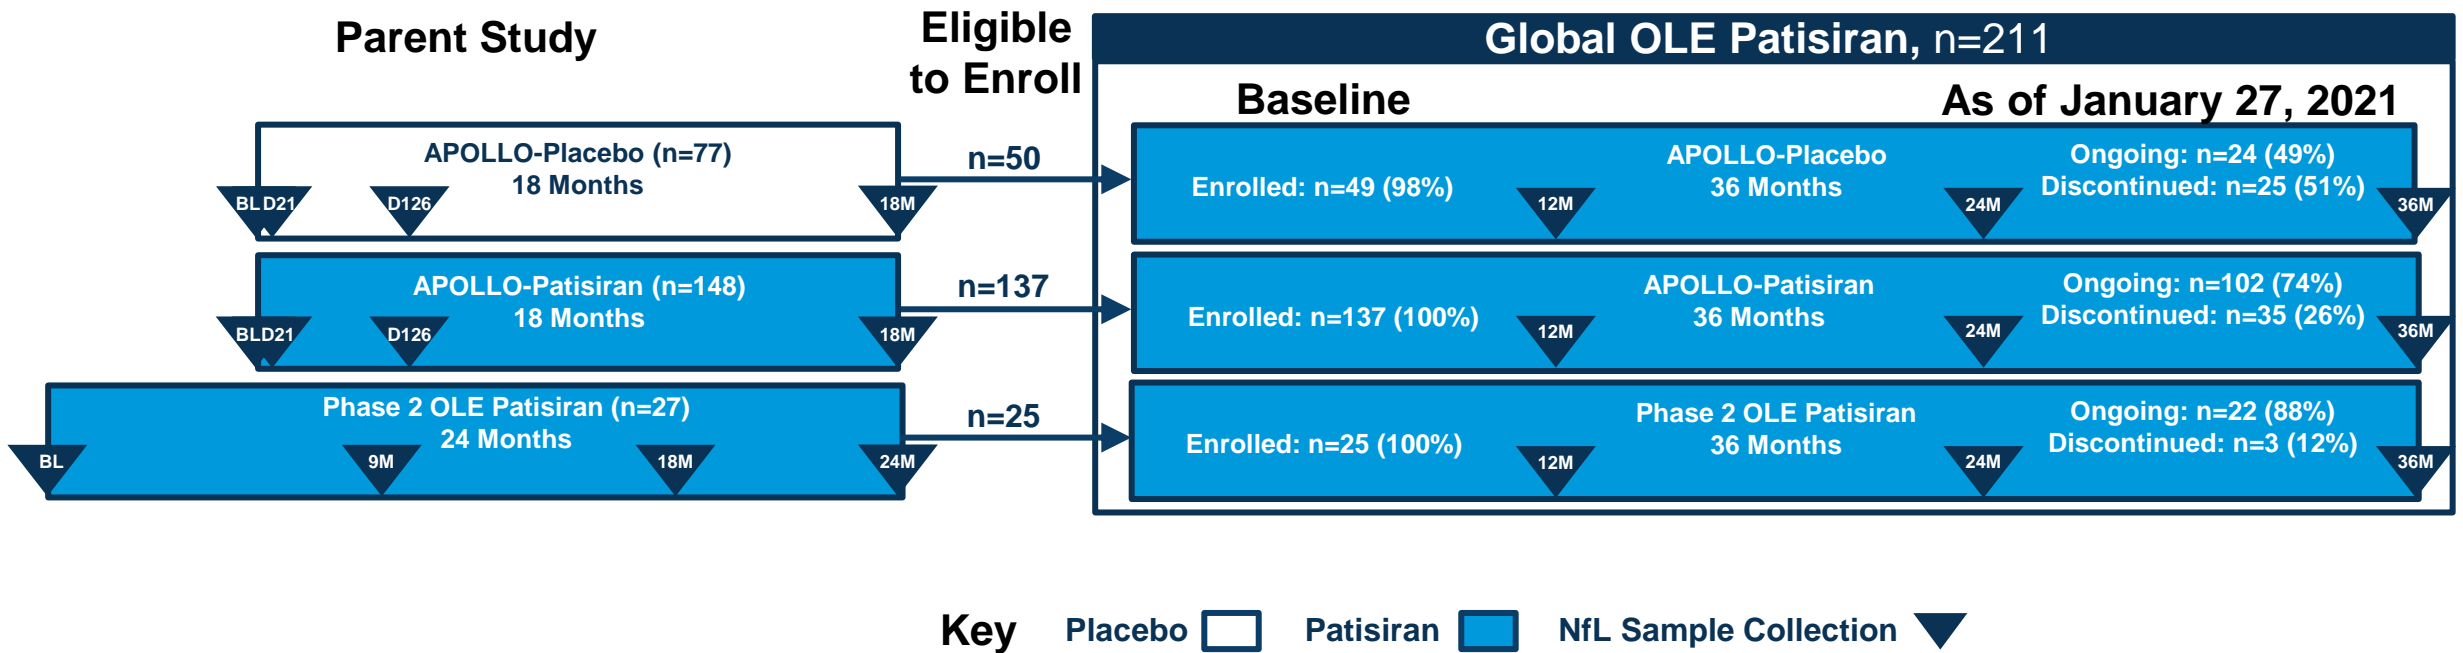 Parent Study
Eligible
to Enroll
Global OLE Patisiran, n=211
Baseline
As of January 27, 2021
APOLLO-Placebo (n=77)
18 Months
BL D21 D126 18M
n=50
Enrolled: n=49 (98%)
APOLLO-Placebo
36 Months
Ongoing: n=24 (49%)
Discontinued: n=25 (51%)
12M 24M 36M
APOLLO-Patisiran (n=148)
18 Months
BL D21 D126 18M
n=137
Enrolled: n=137 (100%)
APOLLO-Patisiran
36 Months
Ongoing: n=102 (74%)
Discontinued: n=35 (26%)
12M 24M 36M
Phase 2 OLE Patisiran (n=27)
24 Months
BL 9M 18M 24M
n=25
Enrolled: n=25 (100%)
Phase 2 OLE Patisiran
36 Months
Ongoing: n=22 (88%)
Discontinued: n=3 (12%)
12M 24M 36M
Key Placebo Patisiran NfL Sample Collection